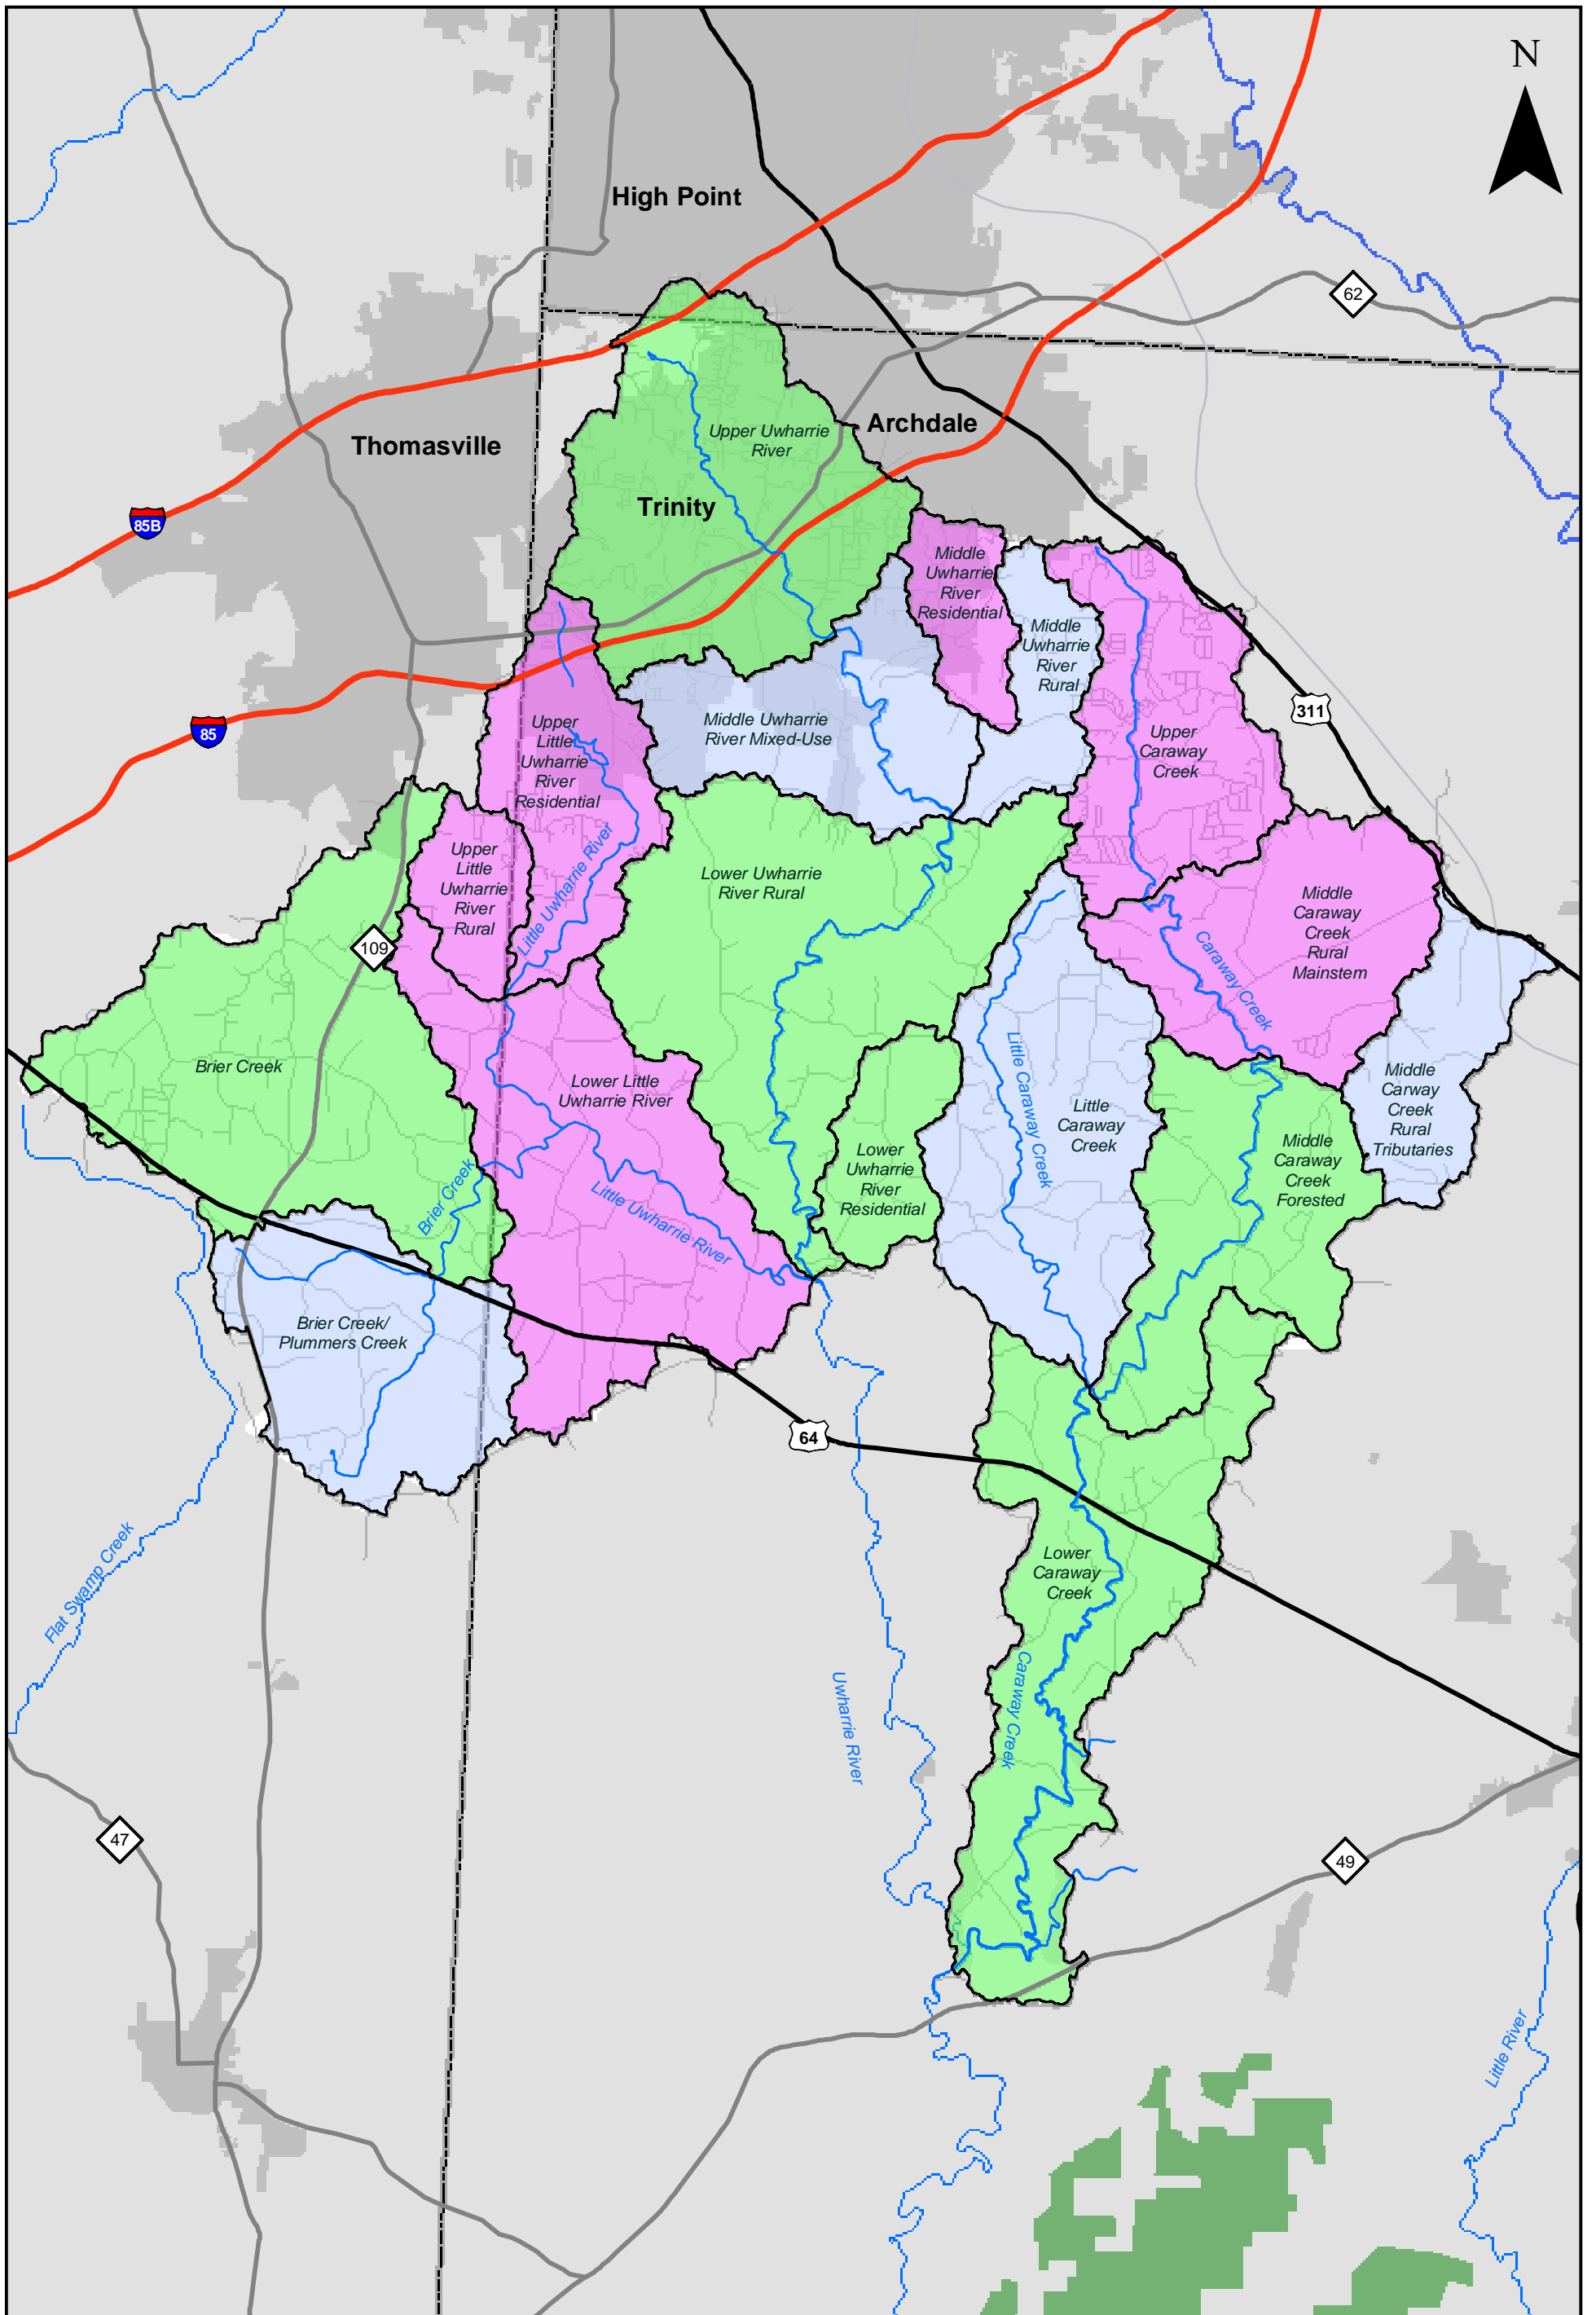 N
High Point
62
Thomasville
Archdale
Upper Uwharrie
River
Trinity
85B
Middle
Uwharrie
River
Residential
Middle
Uwharrie
River
Rural
85
Upper
Little
Uwharrie
River
Residential
Middle Uwharrie
River Mixed-Use
Upper
Caraway
Creek
311
Upper
Little
Uwharrie
River
Rural
Little Uwharrie River
Lower Uwharrie
River Rural
Middle
Caraway
Creek
Rural
Mainstem
109
Caraway Creek
Brier Creek
Lower Little
Uwharrie River
Little Caraway Creek
Little
Caraway
Creek
Middle
Carway
Creek
Rural
Tributaries
Lower
Uwharrie
River
Residential
Middle
Caraway
Creek
Forested
Brier Creek
Little Uwharrie River
Brier Creek/
Plummers Creek
64
Flat Swamp Creek
Lower
Caraway
Creek
Uwharrie River
Caraway Creek
47
49
Little River